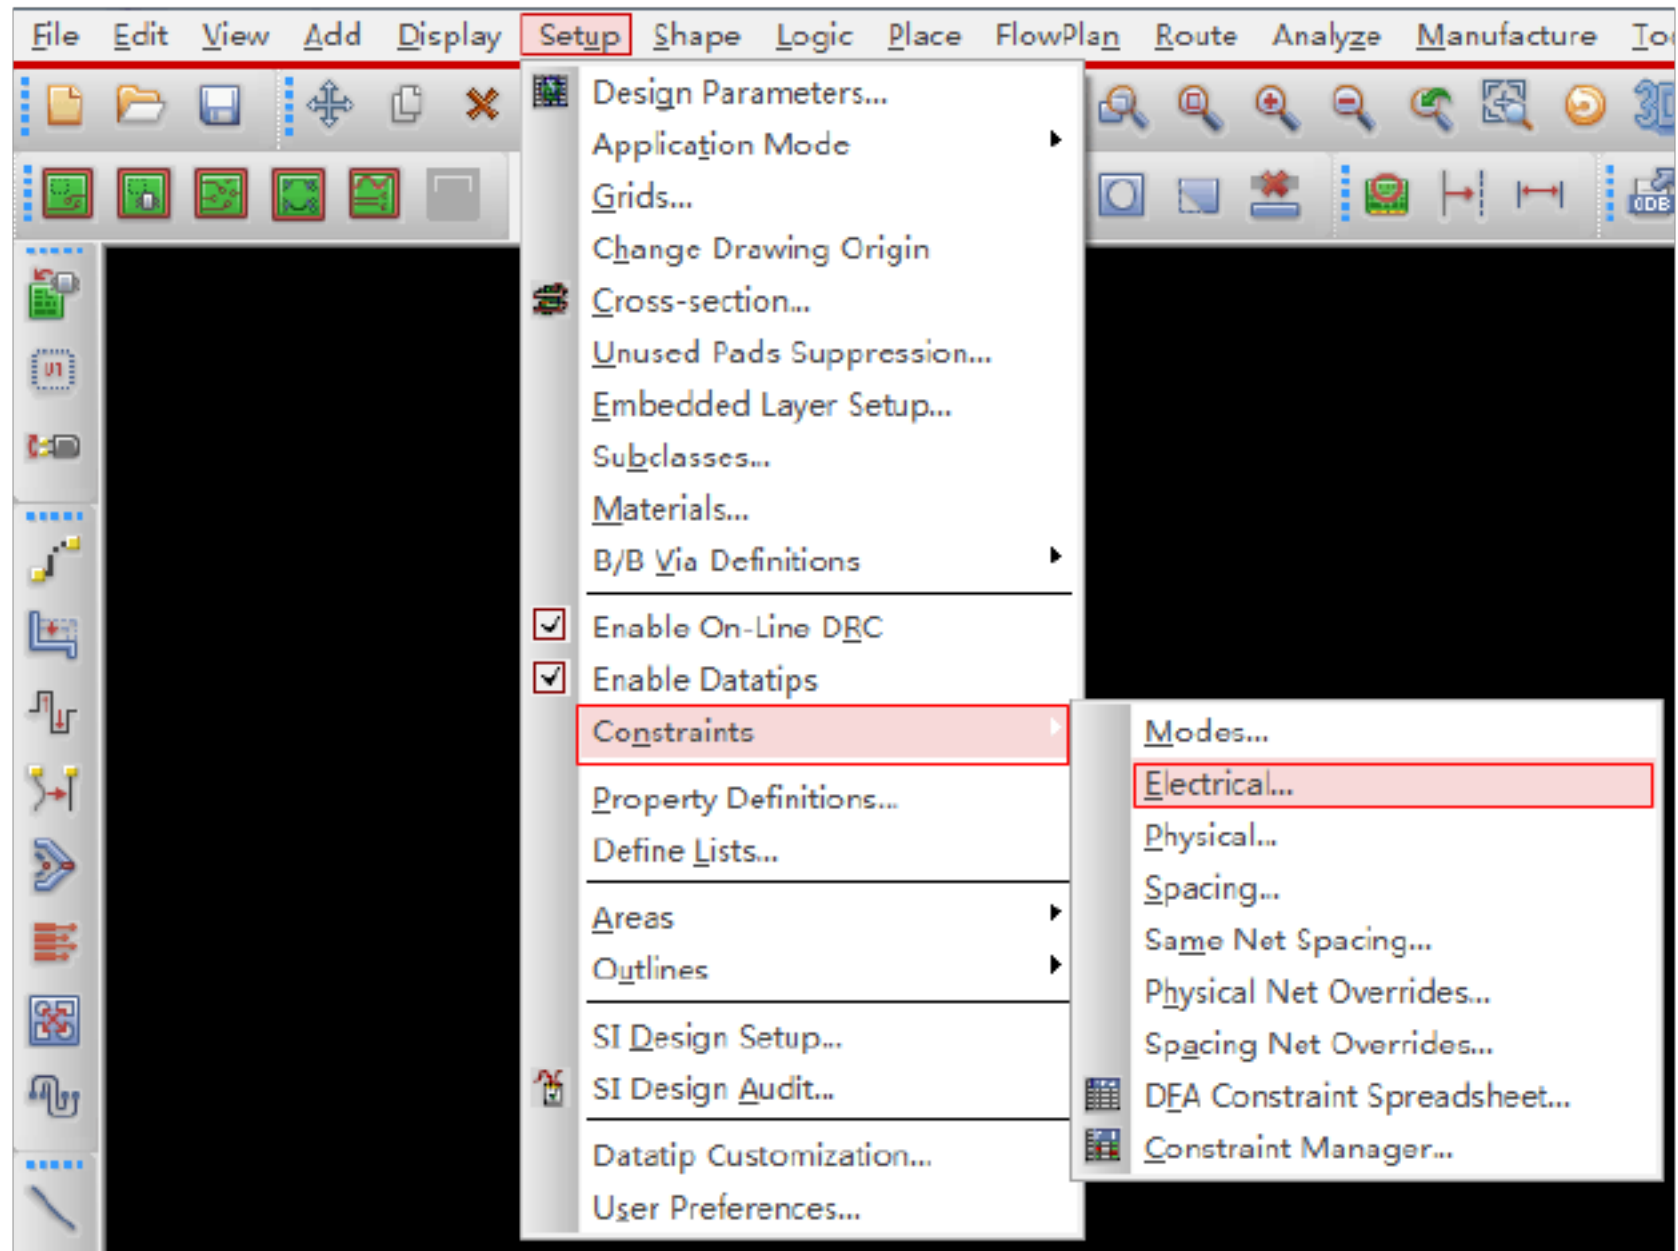 File Edit View Add Display Setup Shape Logic Place FlowPlan Route Analyze Manufacture
Design Parameters...
Application Mode
Grids...
Change Drawing Origin
Cross-section...
Unused Pads Suppression...
Embedded Layer Setup...
Subclasses...
Materials...
B/B Via Definitions
Enable On-Line DRC
Enable Datatips
Constraints
Property Definitions...
Define Lists...
Areas
Outlines
SI Design Setup...
SI Design Audit...
Datatip Customization...
User Preferences...
Modes...
Electrical...
Physical...
Spacing...
Same Net Spacing...
Physical Net Overrides...
Spacing Net Overrides...
DFA Constraint Spreadsheet...
Constraint Manager...
3D
ODB
U1